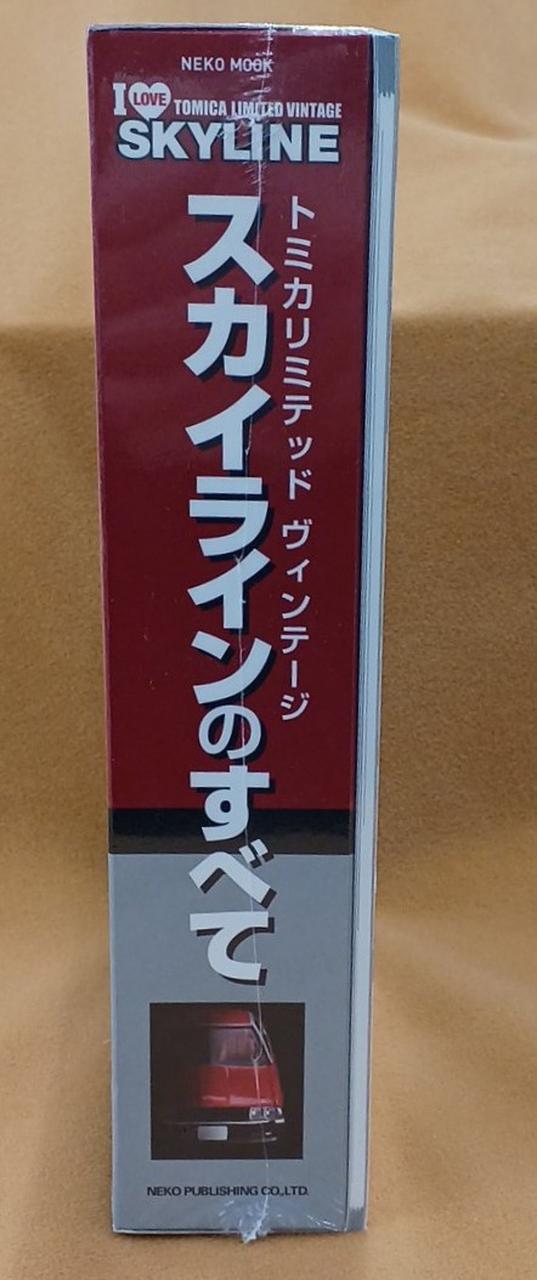 NEKO MOOK
I LOVE TOMICA LIMITED VINTAGE
SKYLINE
トミカリミテッド ヴィンテージ
スカイラインのすべて
NEKO PUBLISHING CO.,LTD.